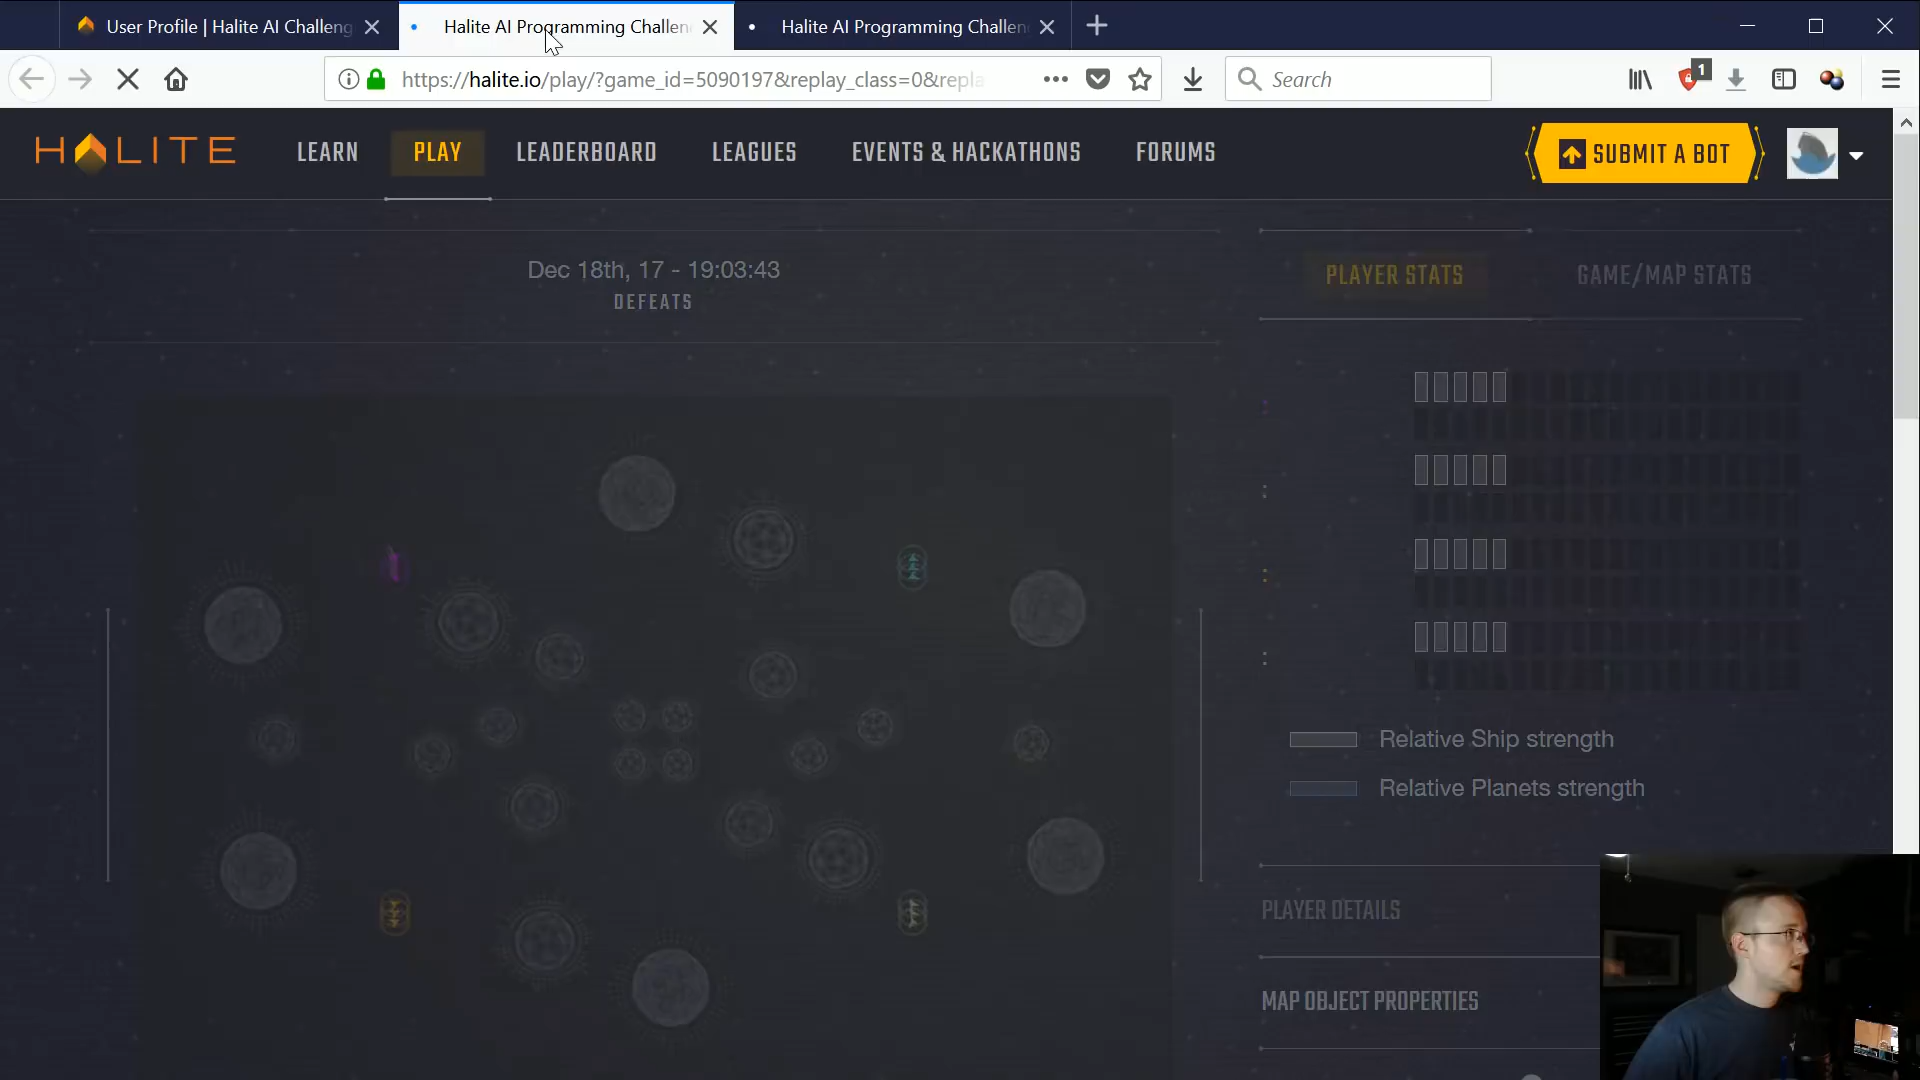 User Profile | Halite AI Challeng
Halite AI Programming Challen
Halite AI Programming Challen
https://halite.io/play/?game_id=5090197&replay_class=0&repla
Search
1
HALITE
LEARN
PLAY
LEADERBOARD
LEAGUES
EVENTS & HACKATHONS
FORUMS
SUBMIT A BOT
Dec 18th, 17 - 19:03:43
DEFEATS
PLAYER STATS
GAME/MAP STATS
Relative Ship strength
Relative Planets strength
PLAYER DETAILS
MAP OBJECT PROPERTIES